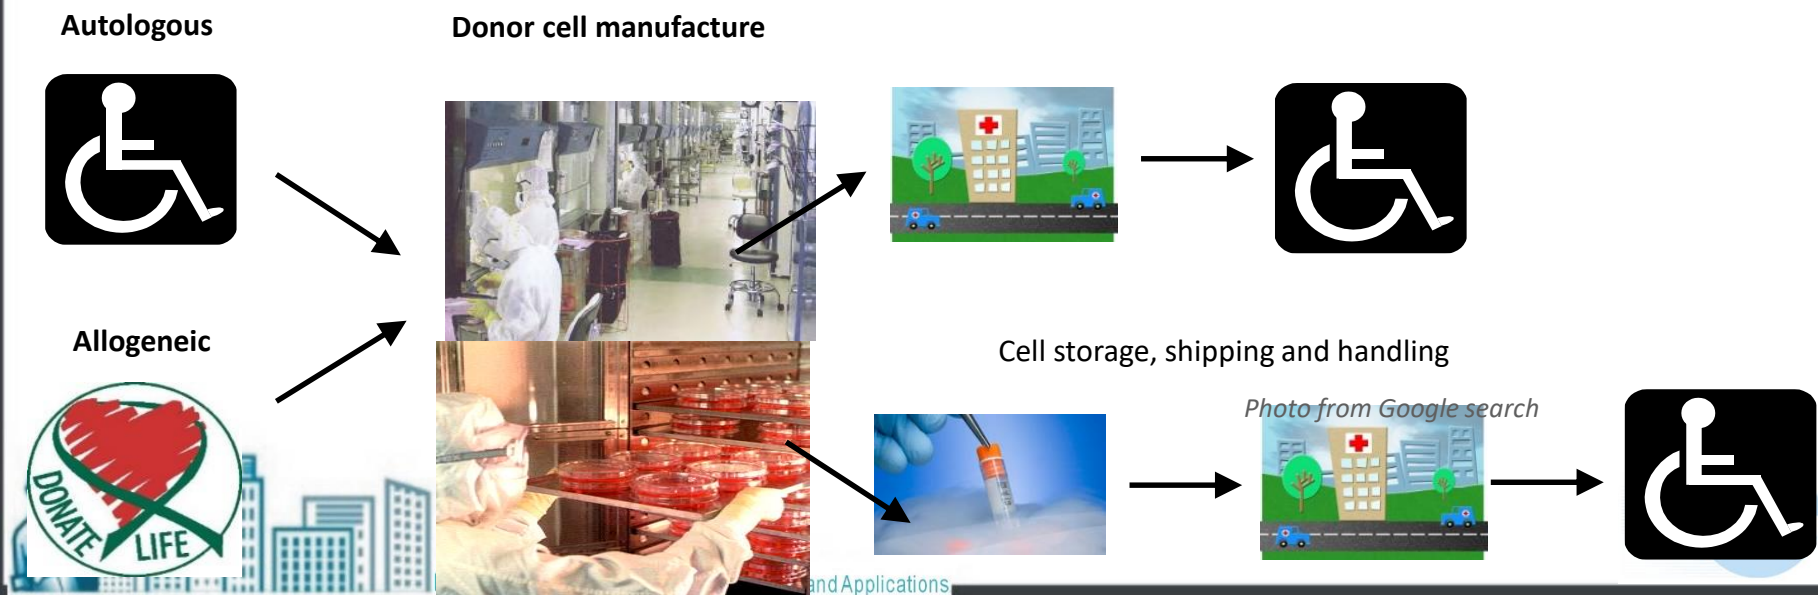 Autologous
Donor cell manufacture
Allogeneic
Cell storage, shipping and handling
Photo from Google search
DONATE
LIFE
and Applications